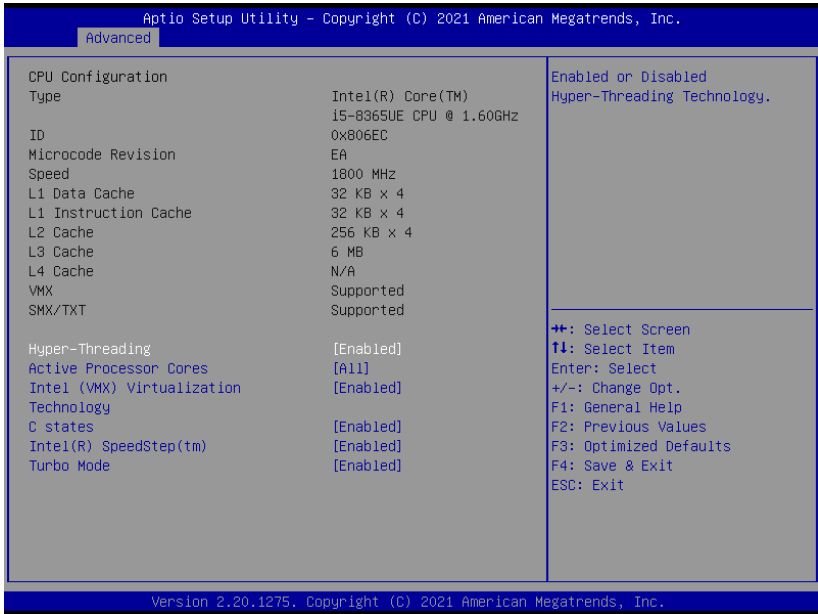 Aptio Setup Utility – Copyright (C) 2021 American Megatrends, Inc.
Advanced
CPU Configuration
Type Intel(R) Core(TM)
i5-8365UE CPU @ 1.60GHz
ID 0x806EC
Microcode Revision EA
Speed 1800 MHz
L1 Data Cache 32 KB x 4
L1 Instruction Cache 32 KB x 4
L2 Cache 256 KB x 4
L3 Cache 6 MB
L4 Cache N/A
VMX Supported
SMX/TXT Supported
Hyper-Threading [Enabled]
Active Processor Cores [All]
Intel (VMX) Virtualization [Enabled]
Technology
C states [Enabled]
Intel(R) SpeedStep(tm) [Enabled]
Turbo Mode [Enabled]
Enabled or Disabled
Hyper-Threading Technology.
→←: Select Screen
↑↓: Select Item
Enter: Select
+/-: Change Opt.
F1: General Help
F2: Previous Values
F3: Optimized Defaults
F4: Save & Exit
ESC: Exit
Version 2.20.1275. Copyright (C) 2021 American Megatrends, Inc.